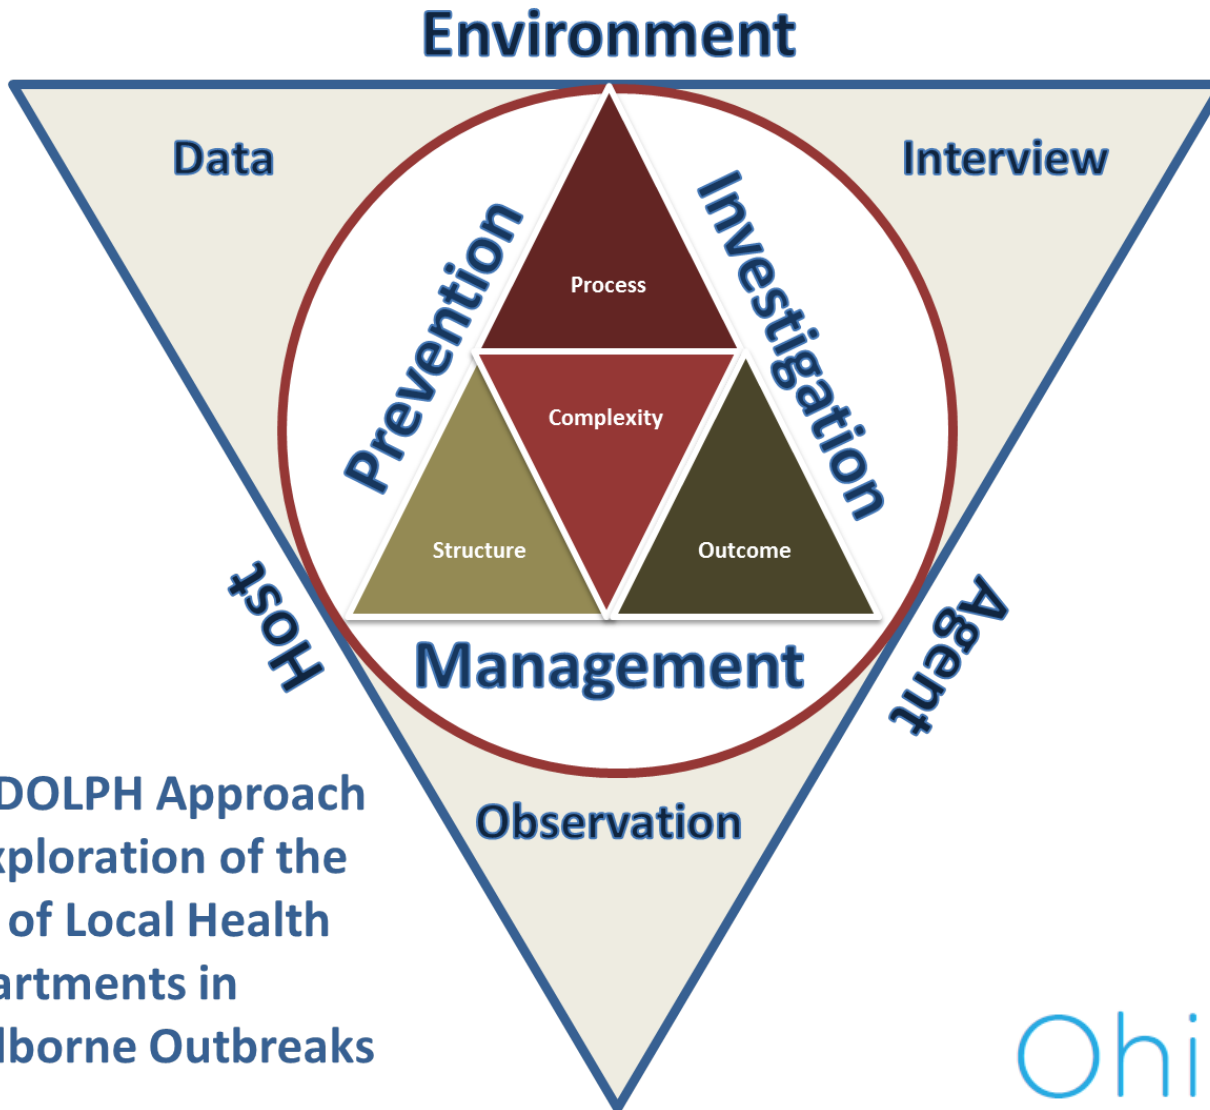 Environment
Data
Interview
Prevention
Investigation
Process
Complexity
Structure
Outcome
Host
Agent
Management
Observation
DOLPH Approach
xploration of the
of Local Health
artments in
lborne Outbreaks
Ohi